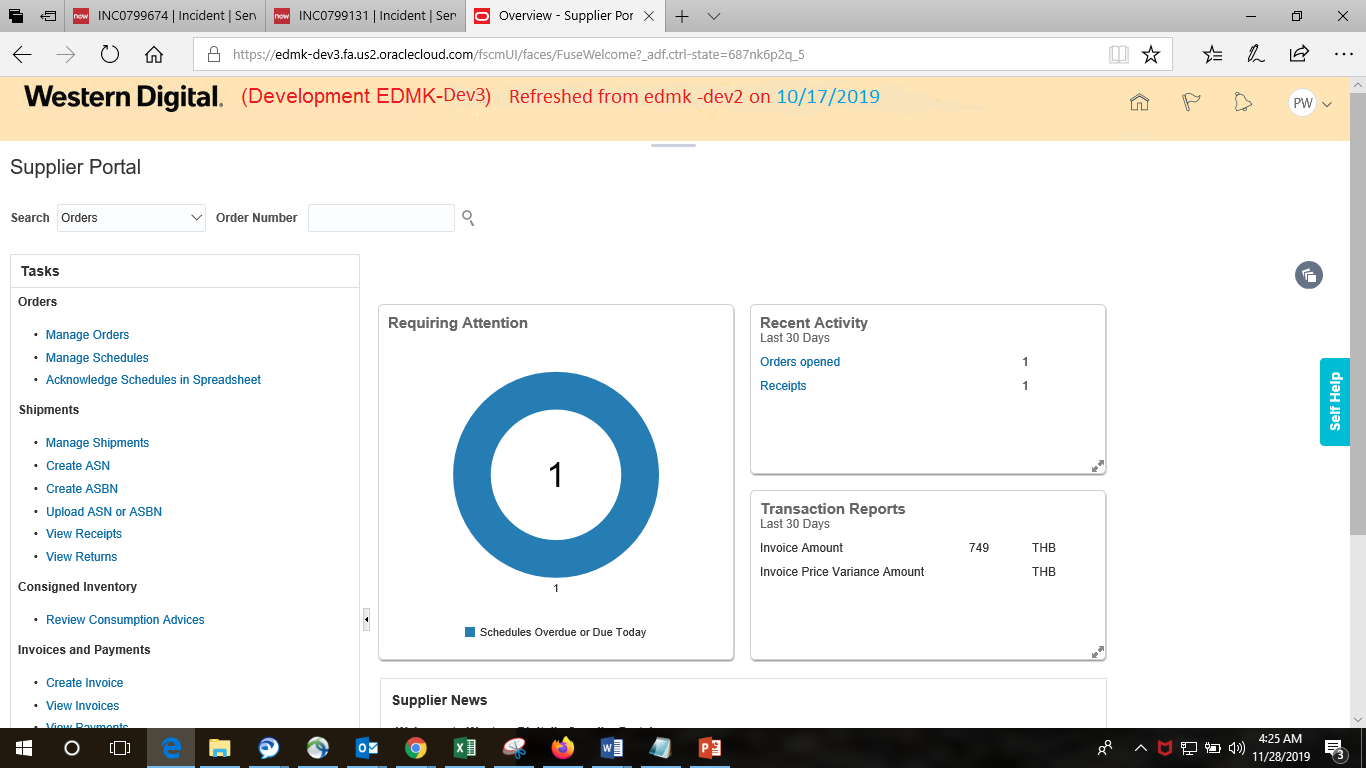 INC0799674 | Incident | Serv
INC0799131 | Incident | Serv
Overview - Supplier Por
https://edmk-dev3.fa.us2.oraclecloud.com/fscmUI/faces/FuseWelcome?_adf.ctrl-state=687nk6p2q_5
Western Digital. (Development EDMK-Dev3) Refreshed from edmk -dev2 on 10/17/2019
PW
Supplier Portal
Search Orders Order Number
Tasks
Orders
• Manage Orders
• Manage Schedules
• Acknowledge Schedules in Spreadsheet
Shipments
• Manage Shipments
• Create ASN
• Create ASBN
• Upload ASN or ASBN
• View Receipts
• View Returns
Consigned Inventory
• Review Consumption Advices
Invoices and Payments
• Create Invoice
• View Invoices
• View Payments
Requiring Attention
1
1
Schedules Overdue or Due Today
Recent Activity
Last 30 Days
Orders opened 1
Receipts 1
Transaction Reports
Last 30 Days
Invoice Amount 749 THB
Invoice Price Variance Amount THB
Supplier News
Self Help
4:25 AM
11/28/2019
3